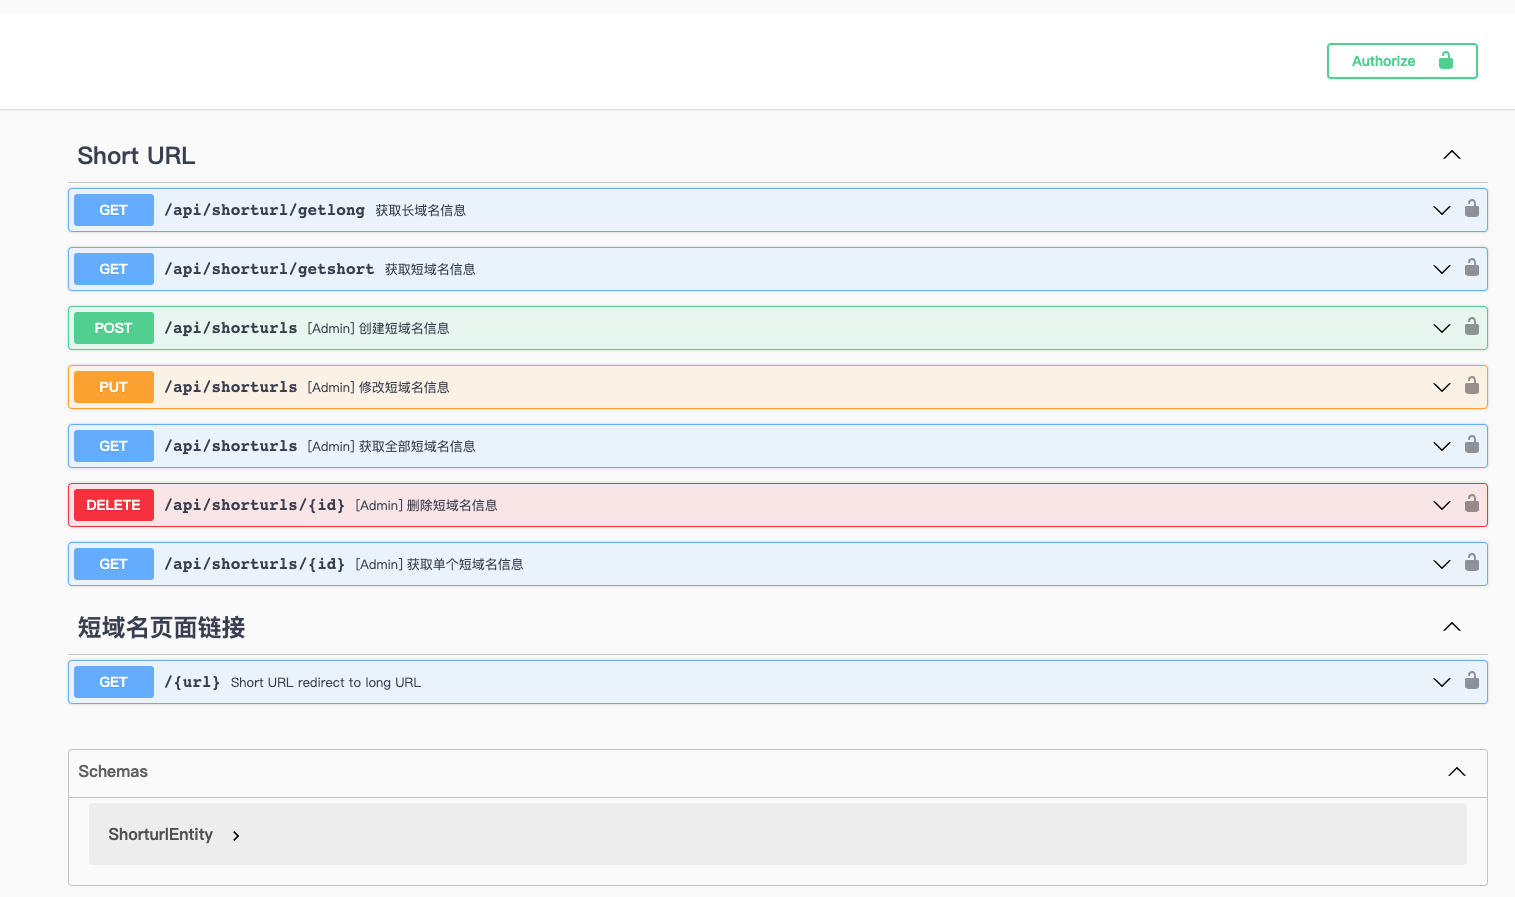 Authorize
Short URL
GET /api/shorturl/getlong 获取长域名信息
GET /api/shorturl/getshort 获取短域名信息
POST /api/shorturls [Admin] 创建短域名信息
PUT /api/shorturls [Admin] 修改短域名信息
GET /api/shorturls [Admin] 获取全部短域名信息
DELETE /api/shorturls/{id} [Admin] 删除短域名信息
GET /api/shorturls/{id} [Admin] 获取单个短域名信息
短域名页面链接
GET /{url} Short URL redirect to long URL
Schemas
ShorturlEntity